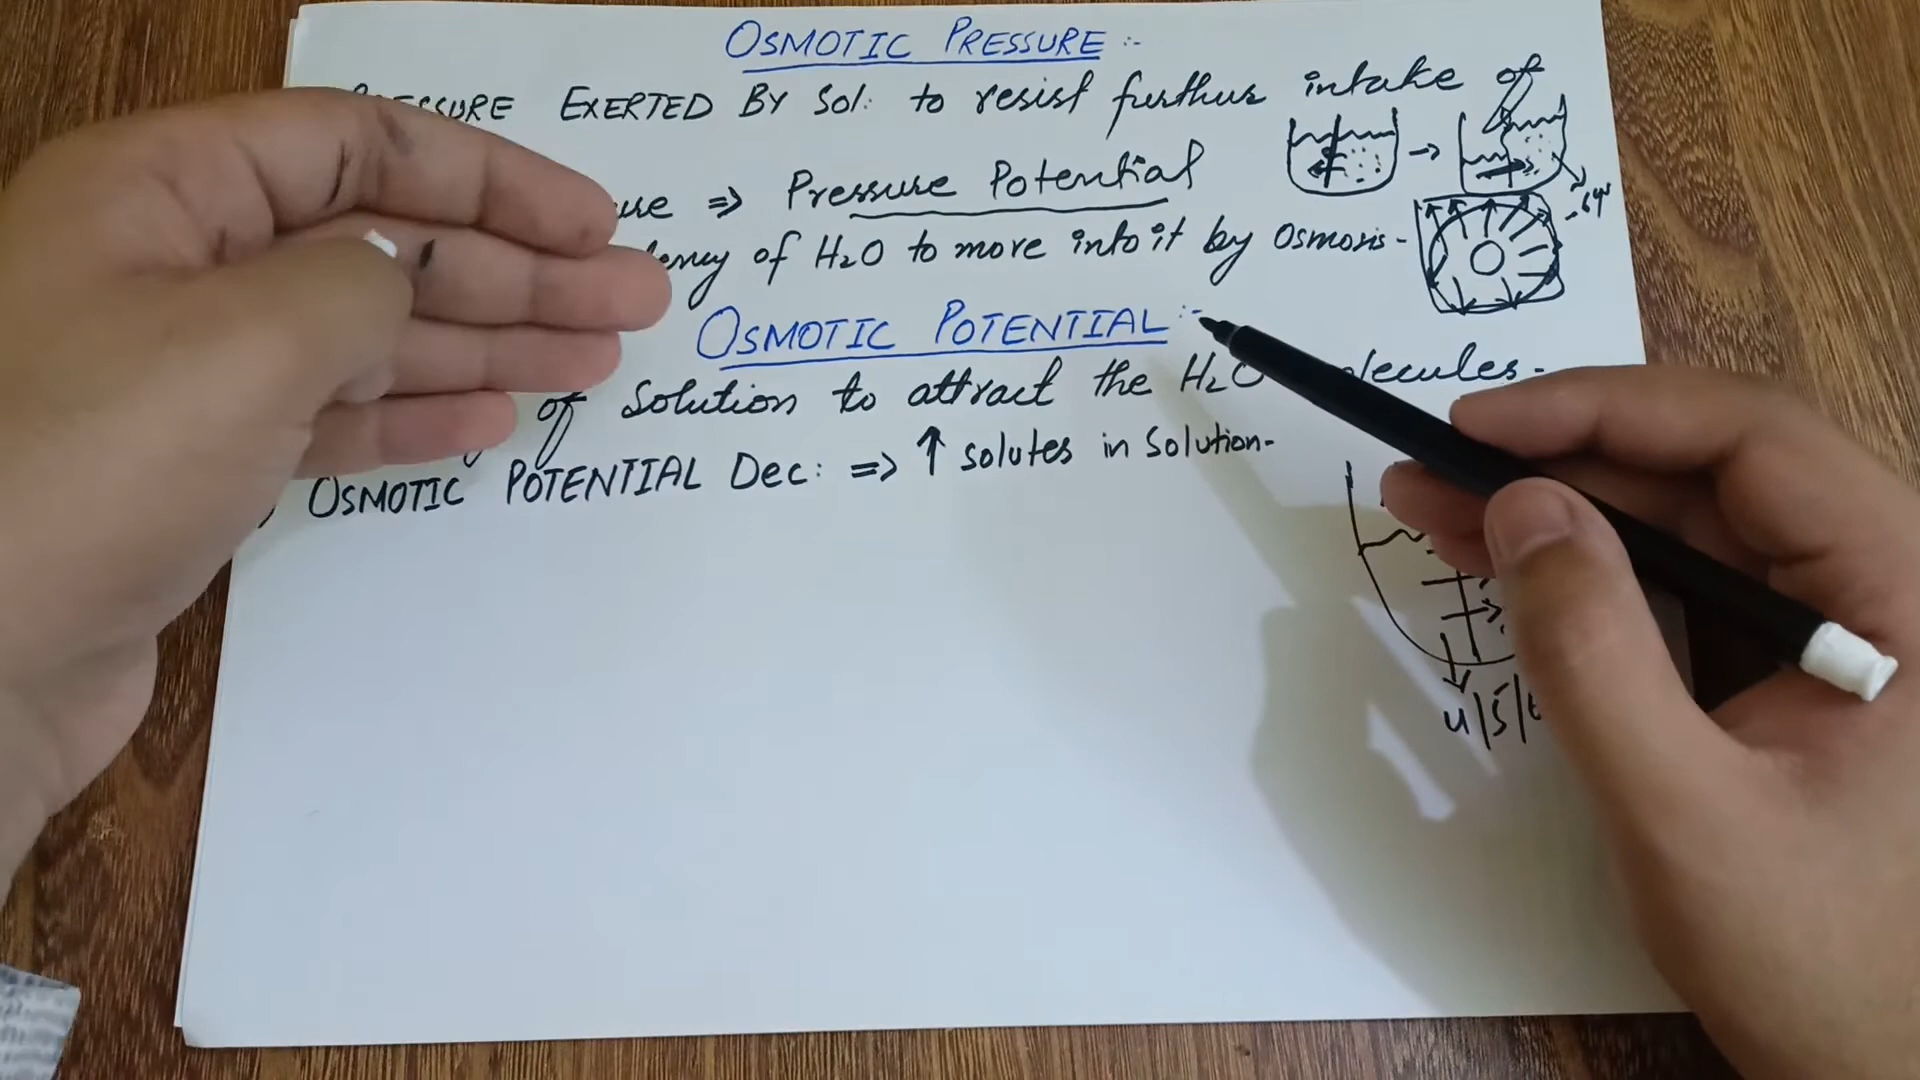 OSMOTIC PRESSURE :-
PRESSURE EXERTED BY Sol: to resist further intake of
⇒ Pressure Potential
of H₂O to move into it by Osmosis-
OSMOTIC POTENTIAL :-
of Solution to attract the H₂O
OSMOTIC POTENTIAL Dec: => ↑ solutes in Solution-